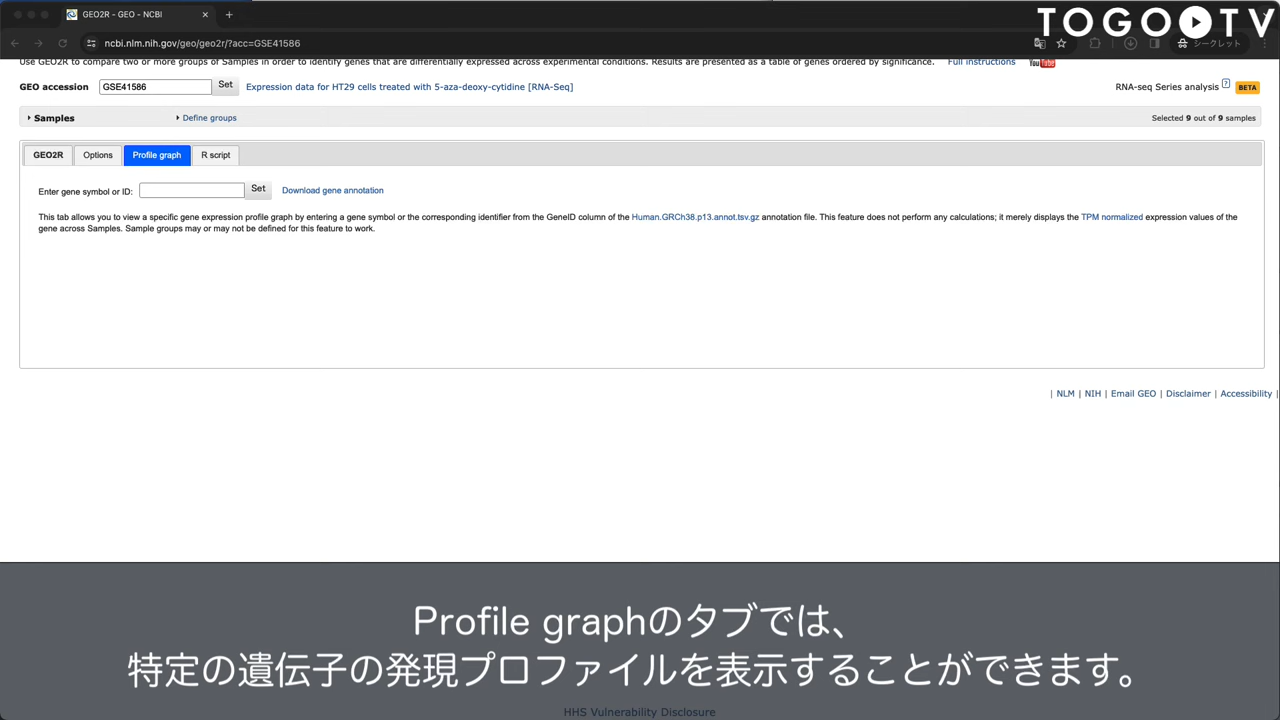 GEO2R - GEO - NCBI
TOGO TV
ncbi.nlm.nih.gov/geo/geo2r/?acc=GSE41586
シークレット
Use GEO2R to compare two or more groups of Samples in order to identify genes that are differentially expressed across experimental conditions. Results are presented as a table of genes ordered by significance. Full instructions YouTube
GEO accession GSE41586 Set Expression data for HT29 cells treated with 5-aza-deoxy-cytidine [RNA-Seq] RNA-seq Series analysis ? BETA
Samples Define groups Selected 9 out of 9 samples
GEO2R Options Profile graph R script
Enter gene symbol or ID: Set Download gene annotation
This tab allows you to view a specific gene expression profile graph by entering a gene symbol or the corresponding identifier from the GeneID column of the Human.GRCh38.p13.annot.tsv.gz annotation file. This feature does not perform any calculations; it merely displays the TPM normalized expression values of the
gene across Samples. Sample groups may or may not be defined for this feature to work.
| NLM | NIH | Email GEO | Disclaimer | Accessibility |
Profile graphのタブでは、
特定の遺伝子の発現プロファイルを表示することができます。
HHS Vulnerability Disclosure